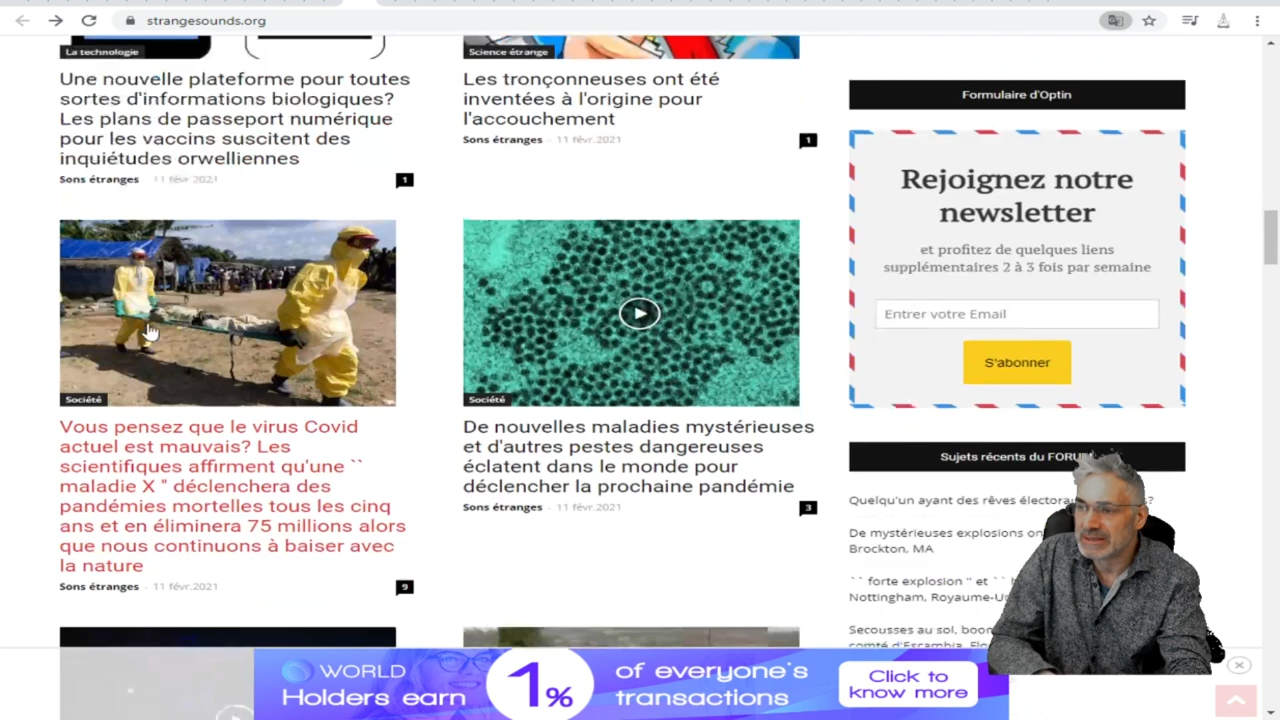 strangesounds.org
La technologie
Une nouvelle plateforme pour toutes
sortes d'informations biologiques?
Les plans de passeport numérique
pour les vaccins suscitent des
inquiétudes orwelliennes
Sons étranges - 11 févr. 2021
1
Science étrange
Les tronçonneuses ont été
inventées à l'origine pour
l'accouchement
Sons étranges - 11 févr.2021
1
Société
Vous pensez que le virus Covid
actuel est mauvais? Les
scientifiques affirment qu'une ``
maladie X '' déclenchera des
pandémies mortelles tous les cinq
ans et en éliminera 75 millions alors
que nous continuons à baiser avec
la nature
Sons étranges - 11 févr.2021
9
Société
De nouvelles maladies mystérieuses
et d'autres pestes dangereuses
éclatent dans le monde pour
déclencher la prochaine pandémie
Sons étranges - 11 févr.2021
3
Formulaire d'Optin
Rejoignez notre
newsletter
et profitez de quelques liens
supplémentaires 2 à 3 fois par semaine
Entrer votre Email
S'abonner
Sujets récents du FORUM
Quelqu'un ayant des rêves
De mystérieuses explosions
Brockton, MA
`` forte explosion '' et ``
Nottingham,
Secousses au sol,
comté d'Escambia,
WORLD
Holders earn
1%
of everyone's
transactions
Click to
know more